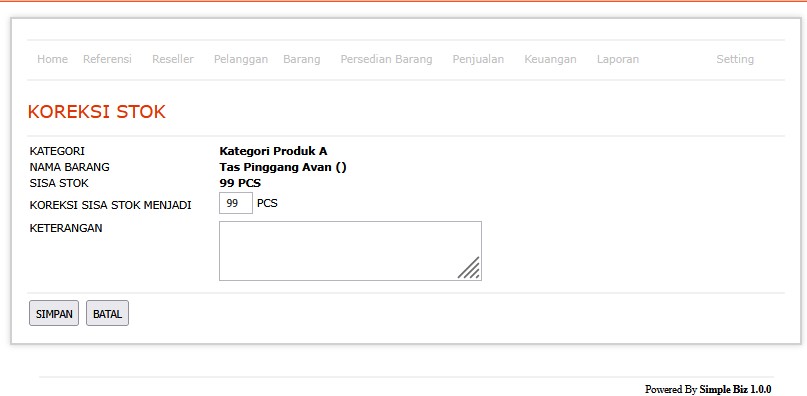 Home Referensi Reseller Pelanggan Barang Persedian Barang Penjualan Keuangan Laporan Setting
KOREKSI STOK
KATEGORI Kategori Produk A
NAMA BARANG Tas Pinggang Avan ()
SISA STOK 99 PCS
KOREKSI SISA STOK MENJADI 99 PCS
KETERANGAN
SIMPAN BATAL
Powered By Simple Biz 1.0.0